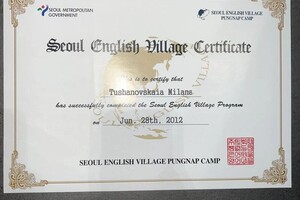 SEOUL METROPOLITAN
GOVERNMENT
SEOUL ENGLISH VILLAGE
PUNGNAP CAMP
Seoul English Village Certificate
is is to certify that
Tushanovskaia Milana
has successfully completed the Seoul English Village Program
on Jun. 28th. 2012
SEOUL ENGLISH VILLAGE PUNGNAP CAMP